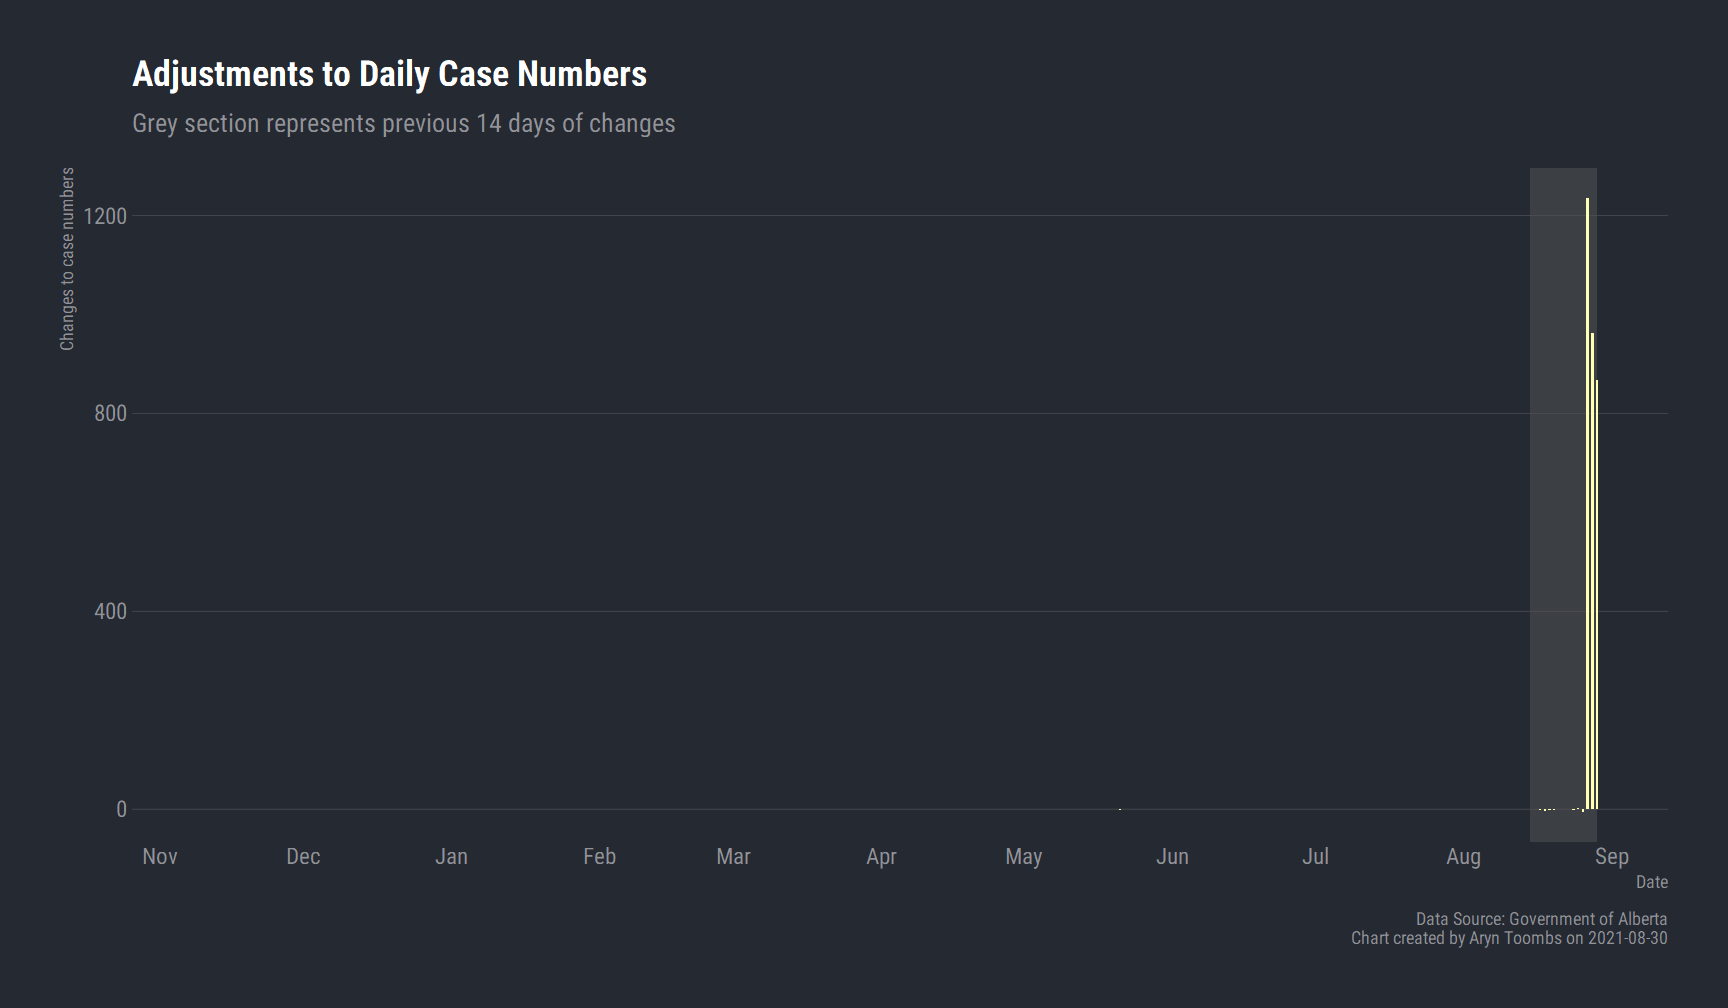 Adjustments to Daily Case Numbers
Grey section represents previous 14 days of changes
Changes to case numbers
1200
800
400
0
Nov Dec Jan Feb Mar Apr May Jun Jul Aug Sep
Date
Data Source: Government of Alberta
Chart created by Aryn Toombs on 2021-08-30